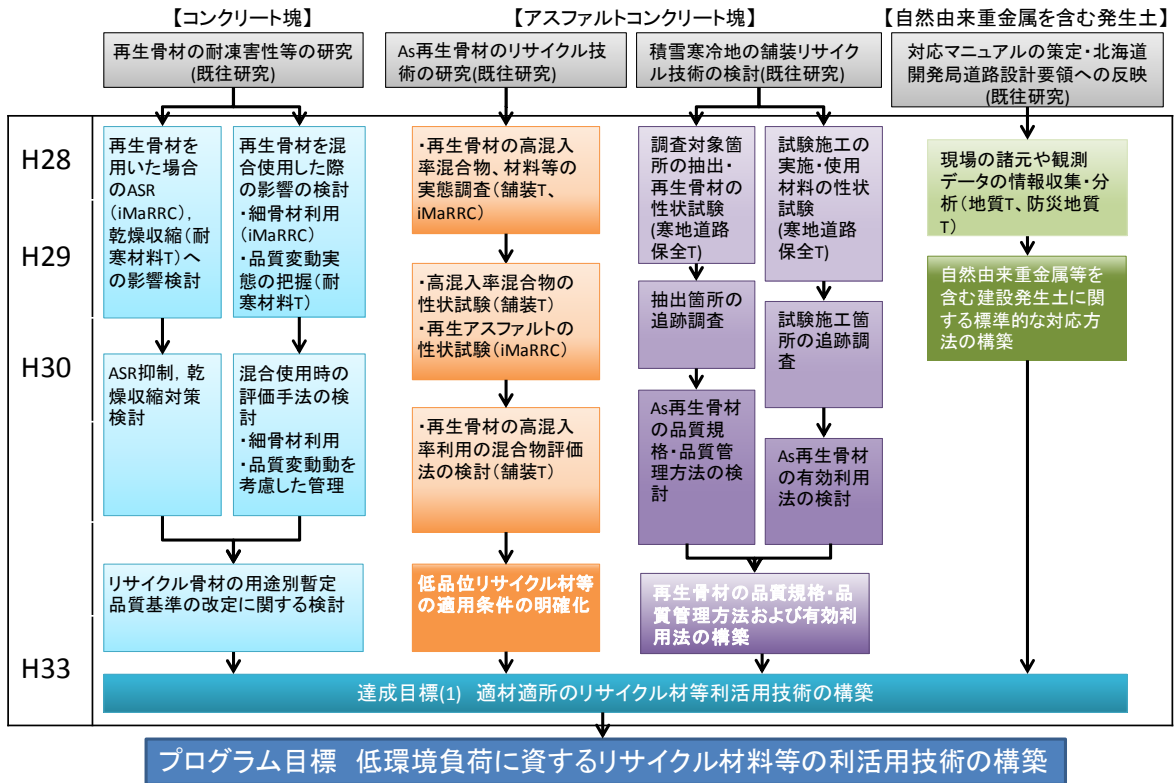 【コンクリート塊】
【アスファルトコンクリート塊】
【自然由来重金属を含む発生土】
再生骨材の耐凍害性等の研究
(既往研究)
As再生骨材のリサイクル技
術の研究(既往研究)
積雪寒冷地の舗装リサイク
ル技術の検討(既往研究)
対応マニュアルの策定・北海道
開発局道路設計要領への反映
(既往研究)
H28
H29
H30
H33
再生骨材を
用いた場合
のASR
(iMaRRC),
乾燥収縮(耐
寒材料T)へ
の影響検討
再生骨材を混
合使用した際
の影響の検討
・細骨材利用
(iMaRRC)
・品質変動実
態の把握(耐
寒材料T)
ASR抑制,乾
燥収縮対策
検討
混合使用時の
評価手法の検
討
・細骨材利用
・品質変動動を
考慮した管理
リサイクル骨材の用途別暫定
品質基準の改定に関する検討
・再生骨材の高混入
率混合物、材料等の
実態調査(舗装T、
iMaRRC)
・高混入率混合物の
性状試験(舗装T)
・再生アスファルトの
性状試験(iMaRRC)
・再生骨材の高混入
率利用の混合物評価
法の検討(舗装T)
低品位リサイクル材等
の適用条件の明確化
調査対象箇
所の抽出・
再生骨材の
性状試験
(寒地道路
保全T)
抽出箇所の
追跡調査
As再生骨材
の品質規
格・品質管
理方法の検
討
試験施工の
実施・使用
材料の性状
試験
(寒地道路
保全T)
試験施工箇
所の追跡調
査
As再生骨材
の有効利用
法の検討
再生骨材の品質規格・品
質管理方法および有効利
用法の構築
現場の諸元や観測
データの情報収集・分
析(地質T、防災地質
T)
自然由来重金属等を
含む建設発生土に関
する標準的な対応方
法の構築
達成目標(1) 適材適所のリサイクル材等利活用技術の構築
プログラム目標 低環境負荷に資するリサイクル材料等の利活用技術の構築